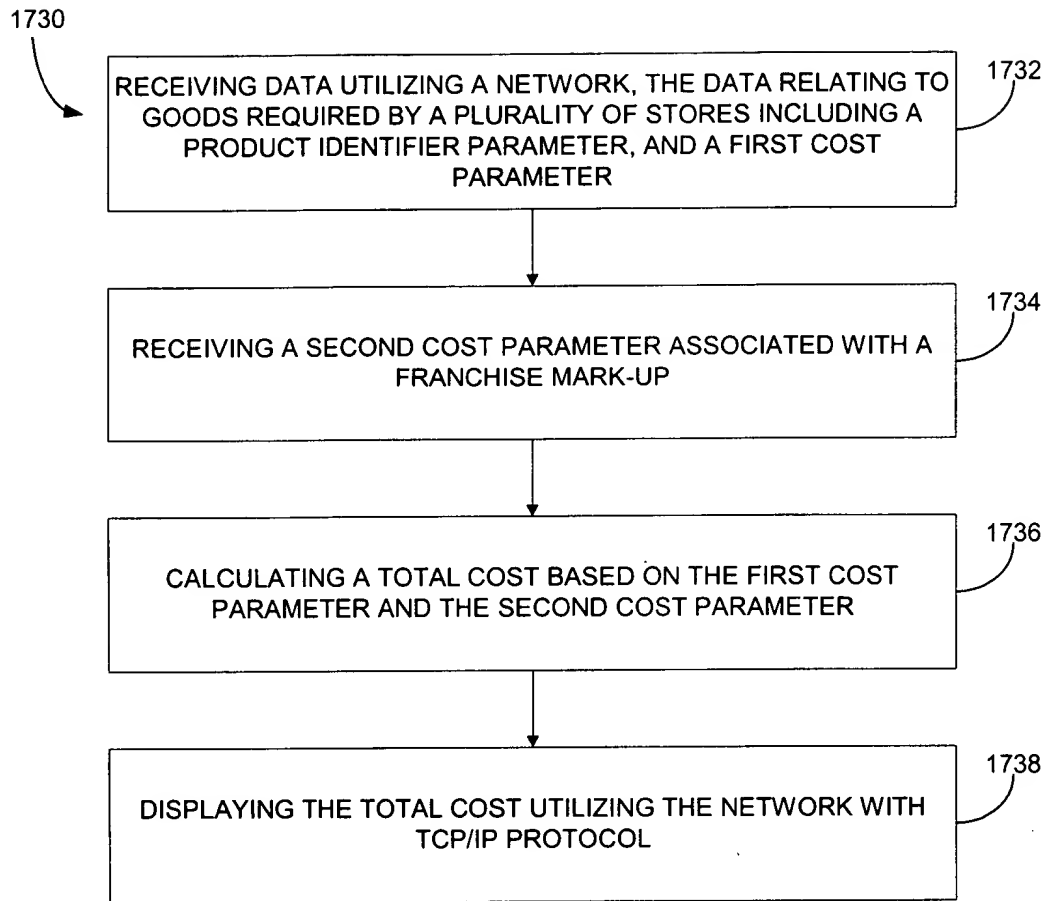 1730
RECEIVING DATA UTILIZING A NETWORK, THE DATA RELATING TO
GOODS REQUIRED BY A PLURALITY OF STORES INCLUDING A
PRODUCT IDENTIFIER PARAMETER, AND A FIRST COST
PARAMETER
1732
RECEIVING A SECOND COST PARAMETER ASSOCIATED WITH A
FRANCHISE MARK-UP
1734
CALCULATING A TOTAL COST BASED ON THE FIRST COST
PARAMETER AND THE SECOND COST PARAMETER
1736
DISPLAYING THE TOTAL COST UTILIZING THE NETWORK WITH
TCP/IP PROTOCOL
1738